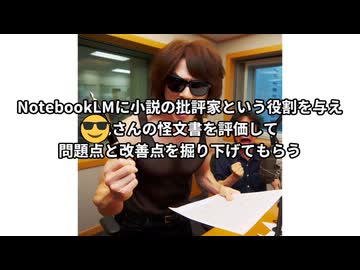 NotebookLMに小説の批評家という役割を与え
さんの怪文書を評価して
問題点と改善点を掘り下げてもらう